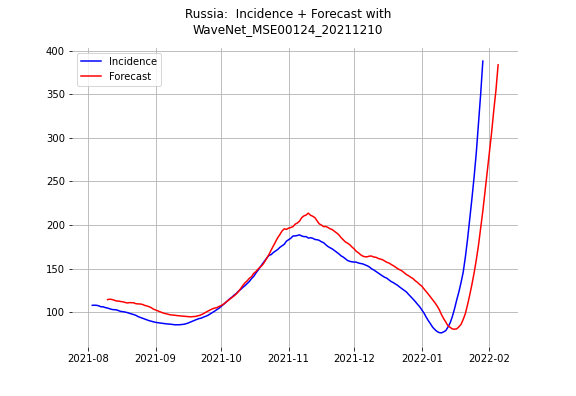 Russia:  Incidence + Forecast with
WaveNet_MSE00124_20211210
400
350
300
250
200
150
100
Incidence
Forecast
2021-08 2021-09 2021-10 2021-11 2021-12 2022-01 2022-02